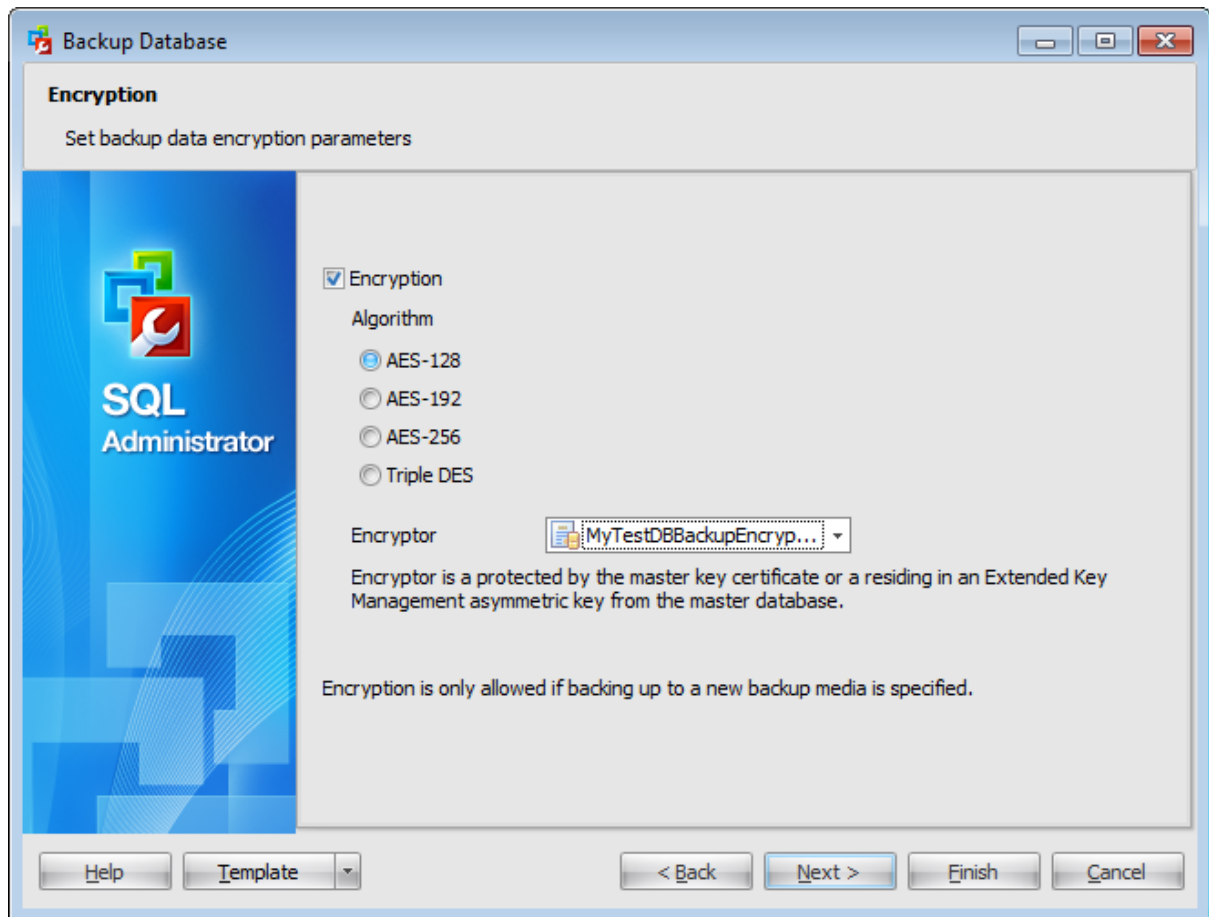 Backup Database
Encryption
Set backup data encryption parameters
SQL
Administrator
Encryption
Algorithm
AES-128
AES-192
AES-256
Triple DES
Encryptor MyTestDBBackupEncryp...
Encryptor is a protected by the master key certificate or a residing in an Extended Key
Management asymmetric key from the master database.
Encryption is only allowed if backing up to a new backup media is specified.
Help Template < Back Next > Finish Cancel